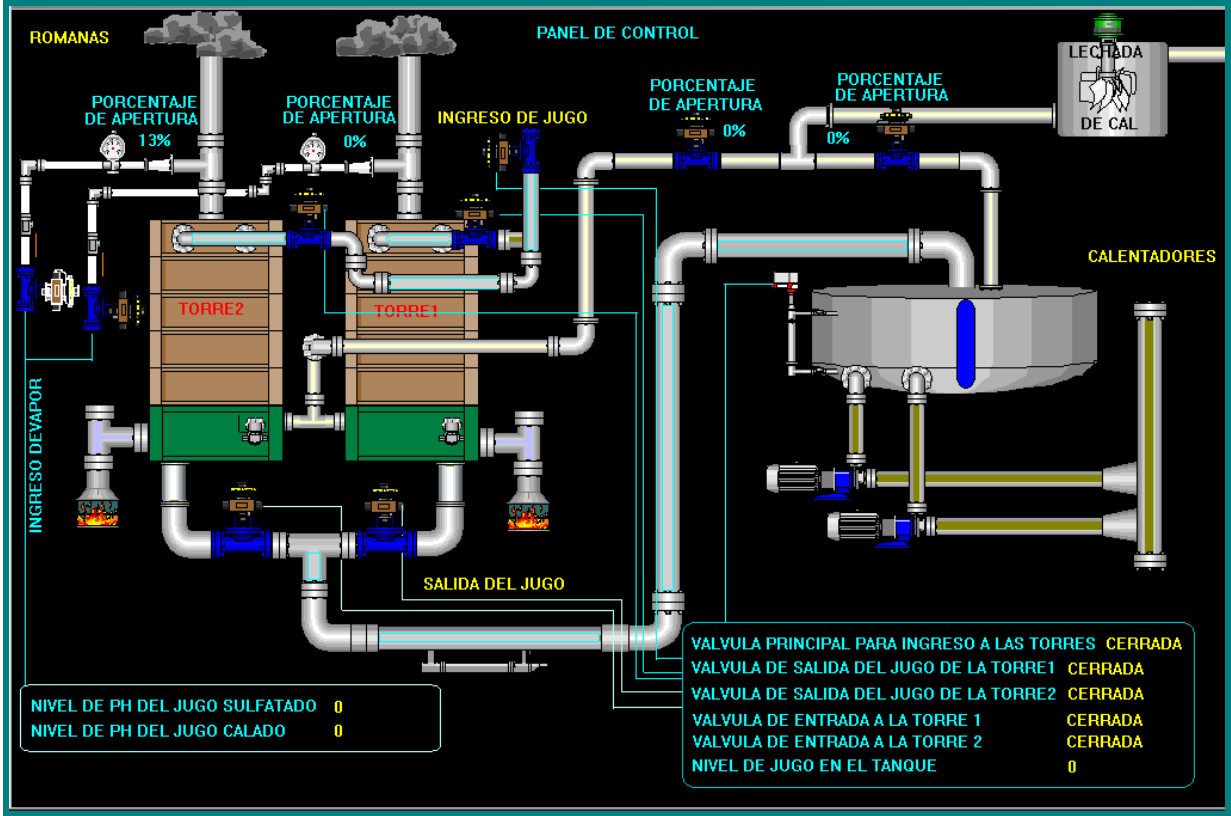 ROMANAS
PANEL DE CONTROL
LECHADA
DE CAL
PORCENTAJE
DE APERTURA
13%
PORCENTAJE
DE APERTURA
0%
INGRESO DE JUGO
PORCENTAJE
DE APERTURA
0%
PORCENTAJE
DE APERTURA
0%
CALENTADORES
TORRE2
TORRE1
INGRESO DEVAPOR
SALIDA DEL JUGO
VALVULA PRINCIPAL PARA INGRESO A LAS TORRES CERRADA
VALVULA DE SALIDA DEL JUGO DE LA TORRE1 CERRADA
VALVULA DE SALIDA DEL JUGO DE LA TORRE2 CERRADA
VALVULA DE ENTRADA A LA TORRE 1 CERRADA
VALVULA DE ENTRADA A LA TORRE 2 CERRADA
NIVEL DE JUGO EN EL TANQUE 0
NIVEL DE PH DEL JUGO SULFATADO 0
NIVEL DE PH DEL JUGO CALADO 0